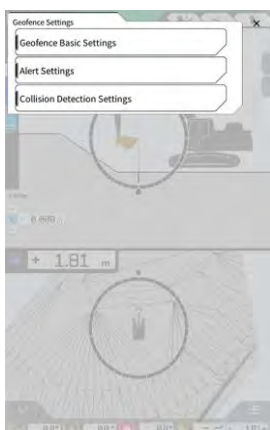 Geofence Settings
Geofence Basic Settings
Alert Settings
Collision Detection Settings
+ 1.81 m